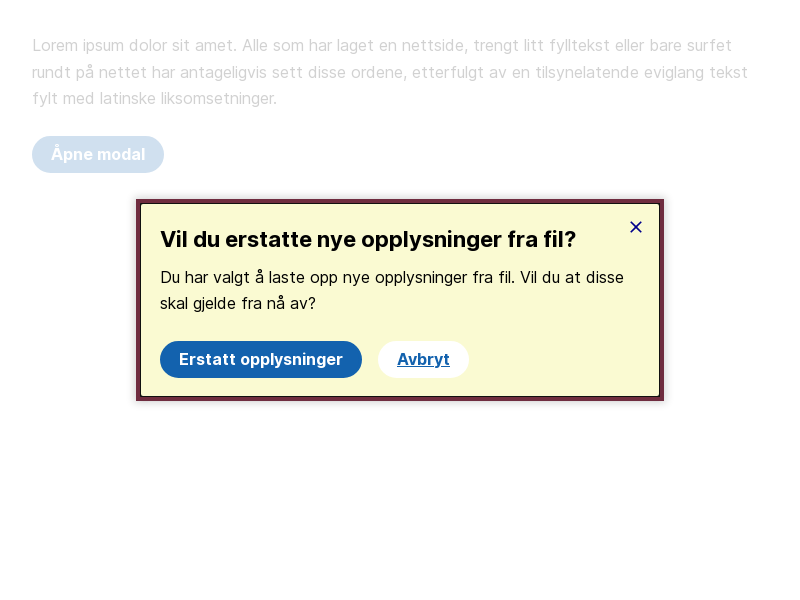 Lorem ipsum dolor sit amet. Alle som har laget en nettside, trengt litt fylltekst eller bare surfet
rundt på nettet har antageligvis sett disse ordene, etterfulgt av en tilsynelatende eviglang tekst
fylt med latinske liksomsetninger.
Åpne modal
Vil du erstatte nye opplysninger fra fil?
Du har valgt å laste opp nye opplysninger fra fil. Vil du at disse
skal gjelde fra nå av?
Erstatt opplysninger Avbryt